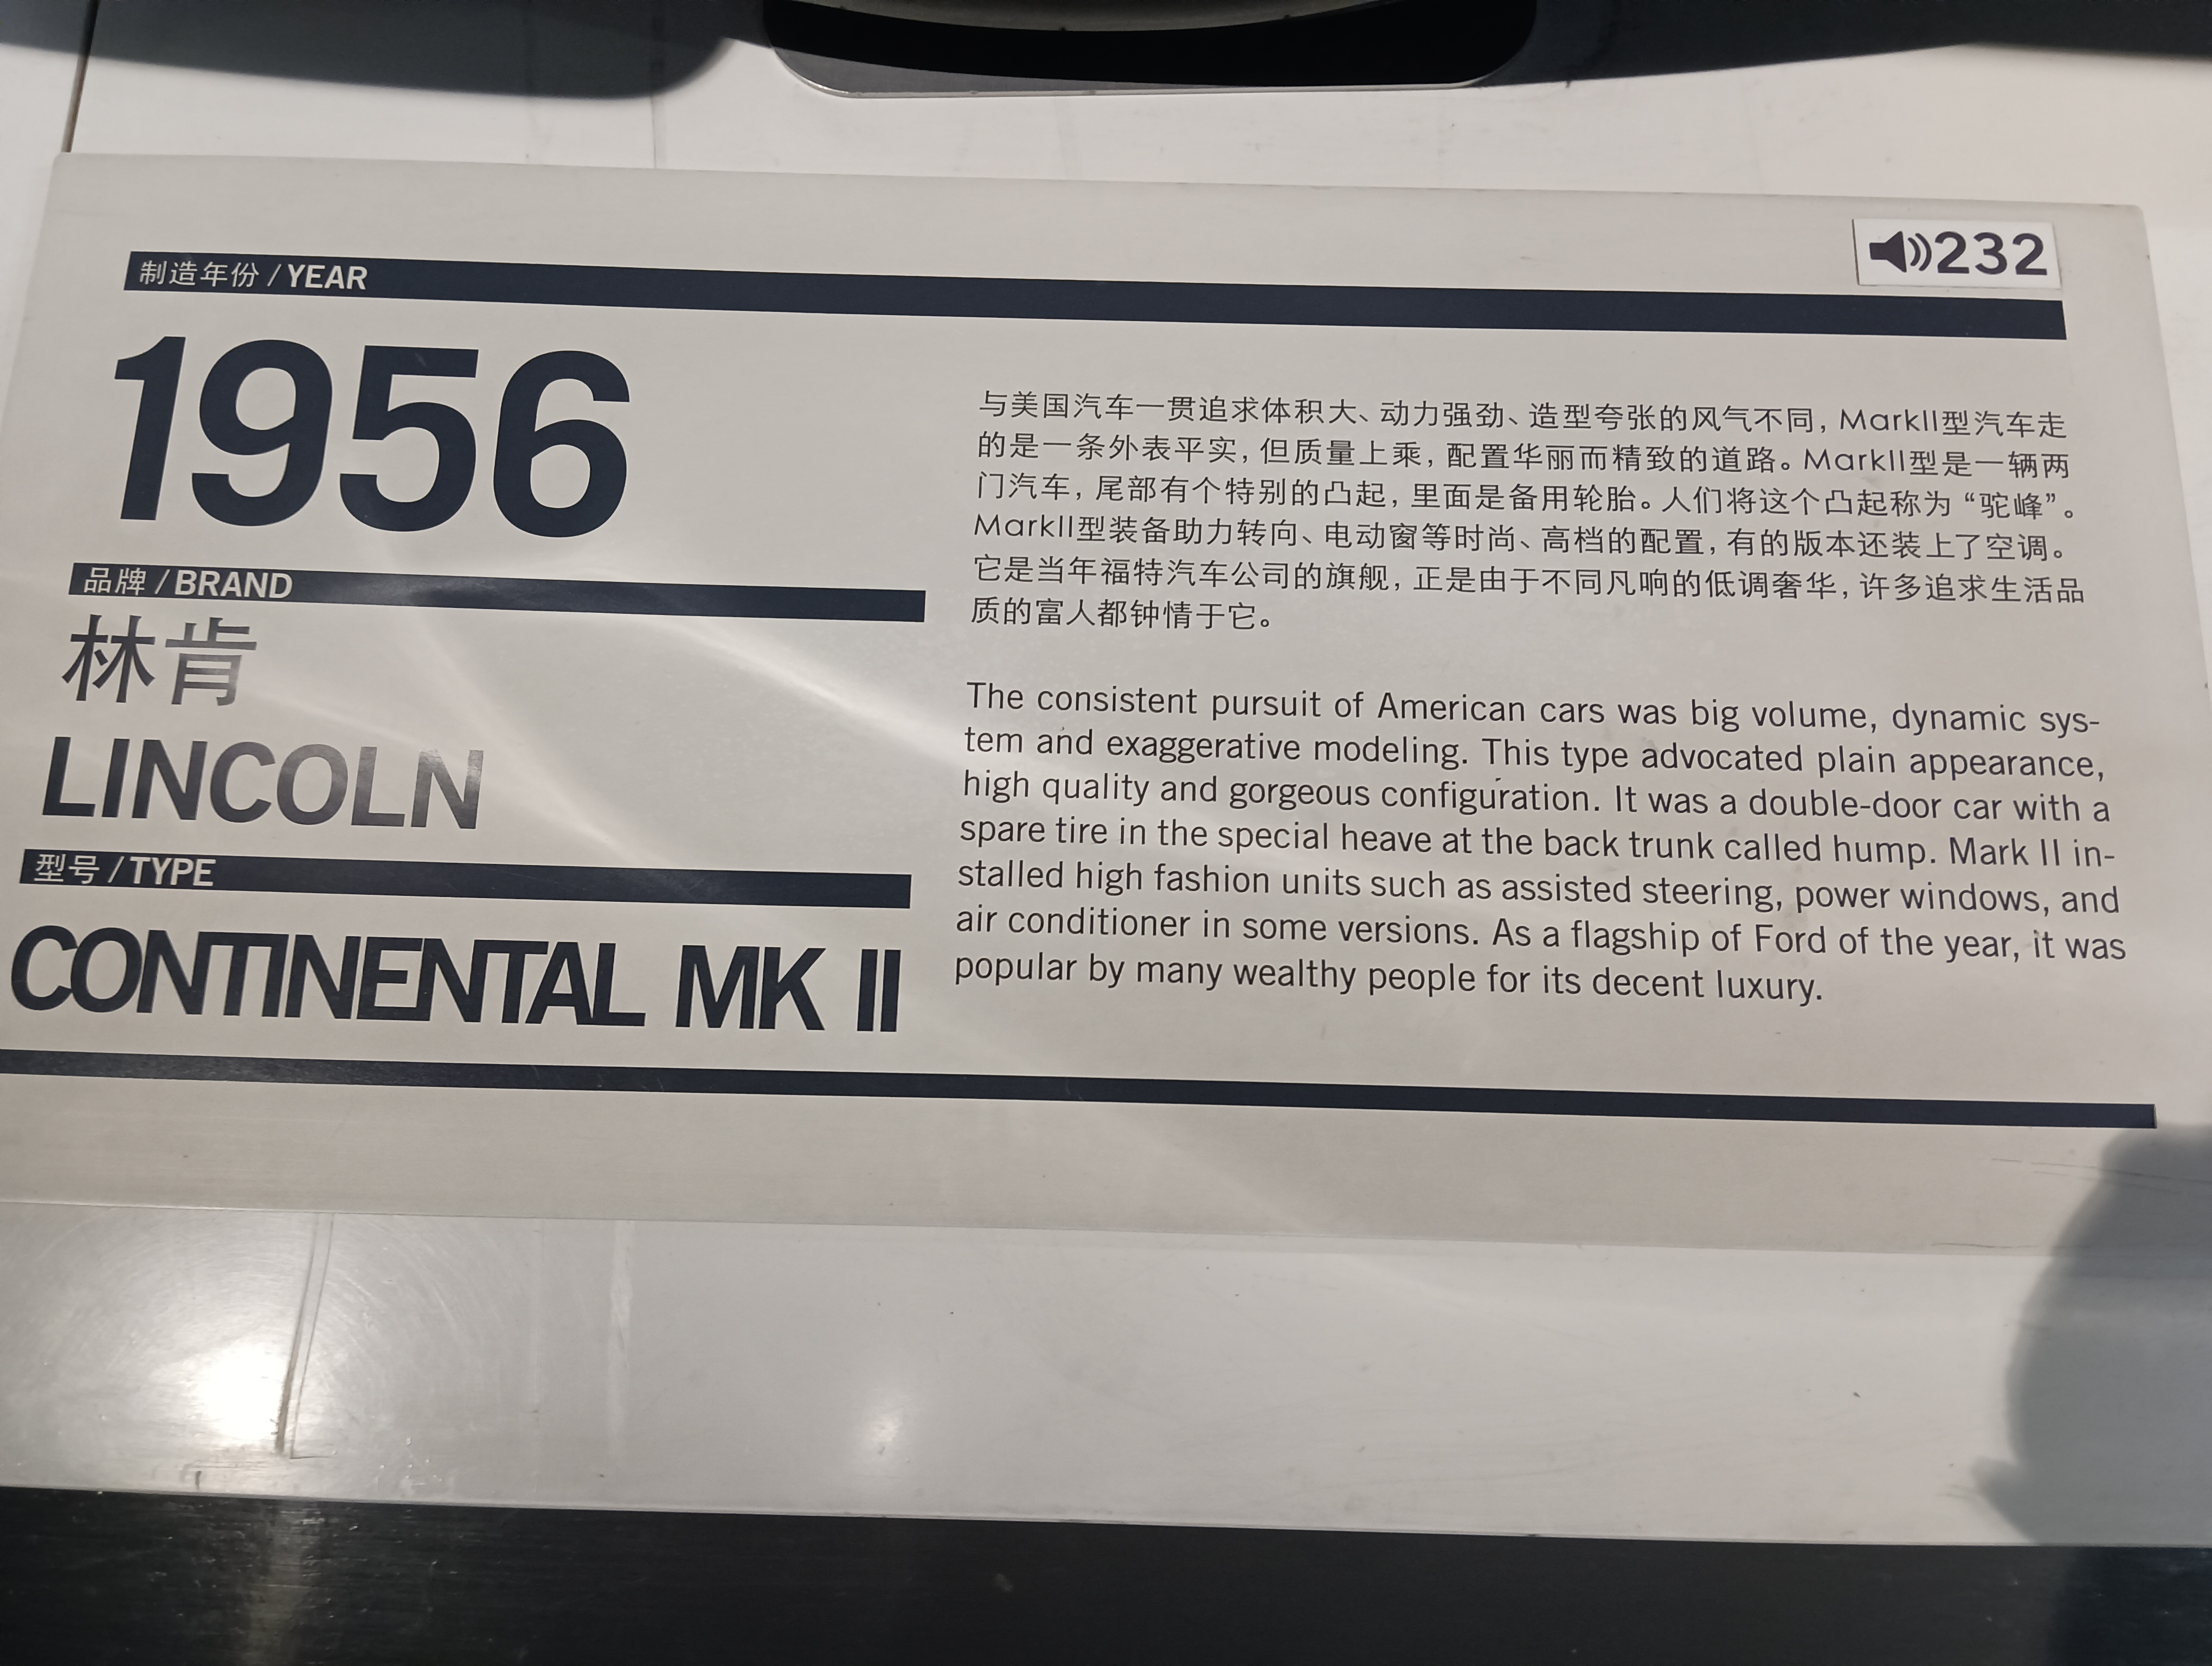 232
制造年份 / YEAR
1956
品牌 / BRAND
林肯
LINCOLN
型号 / TYPE
CONTINENTAL MK II
与美国汽车一贯追求体积大、动力强劲、造型夸张的风气不同，MarkII型汽车走
的是一条外表平实，但质量上乘，配置华丽而精致的道路。MarkII型是一辆两
门汽车，尾部有个特别的凸起，里面是备用轮胎。人们将这个凸起称为“驼峰”。
MarkII型装备助力转向、电动窗等时尚、高档的配置，有的版本还装上了空调。
它是当年福特汽车公司的旗舰，正是由于不同凡响的低调奢华，许多追求生活品
质的富人都钟情于它。
The consistent pursuit of American cars was big volume, dynamic sys-
tem and exaggerative modeling. This type advocated plain appearance,
high quality and gorgeous configuration. It was a double-door car with a
spare tire in the special heave at the back trunk called hump. Mark II in-
stalled high fashion units such as assisted steering, power windows, and
air conditioner in some versions. As a flagship of Ford of the year, it was
popular by many wealthy people for its decent luxury.